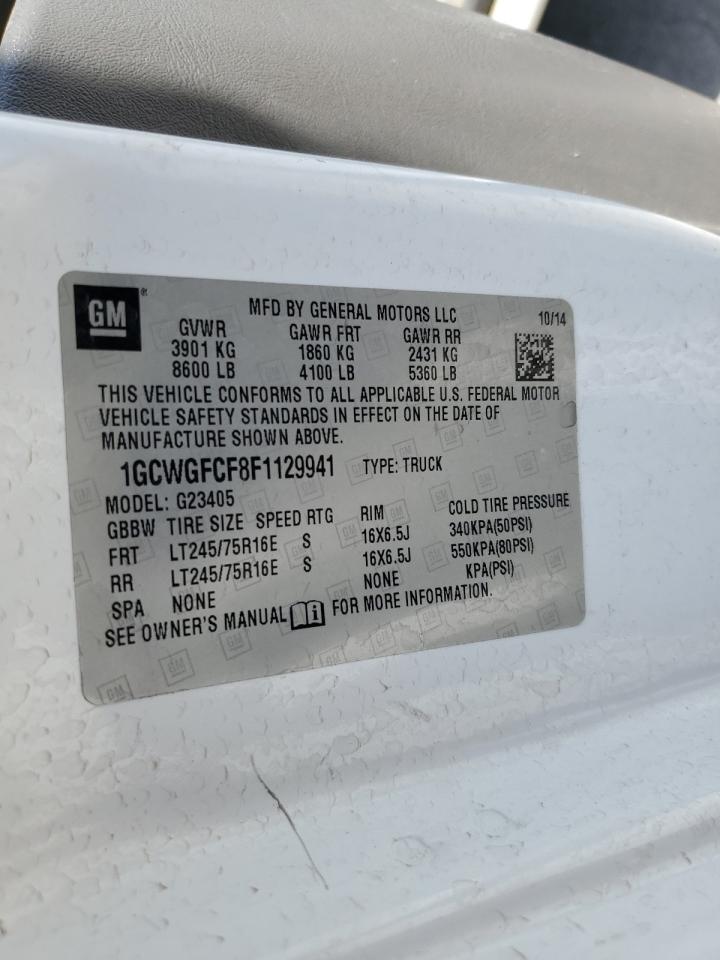 GM
MFD BY GENERAL MOTORS LLC 10/14
GVWR GAWR FRT GAWR RR
3901 KG 1860 KG 2431 KG
8600 LB 4100 LB 5360 LB
THIS VEHICLE CONFORMS TO ALL APPLICABLE U.S. FEDERAL MOTOR
VEHICLE SAFETY STANDARDS IN EFFECT ON THE DATE OF
MANUFACTURE SHOWN ABOVE.
1GCWGFCF8F1129941 TYPE: TRUCK
MODEL: G23405
GBBW TIRE SIZE SPEED RTG RIM COLD TIRE PRESSURE
FRT LT245/75R16E S 16X6.5J 340KPA(50PSI)
RR LT245/75R16E S 16X6.5J 550KPA(80PSI)
SPA NONE NONE KPA(PSI)
SEE OWNER'S MANUAL i FOR MORE INFORMATION.